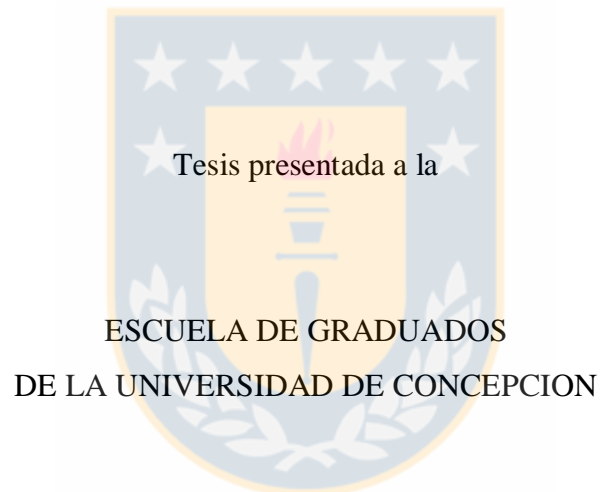 Tesis presentada a la
ESCUELA DE GRADUADOS
DE LA UNIVERSIDAD DE CONCEPCION